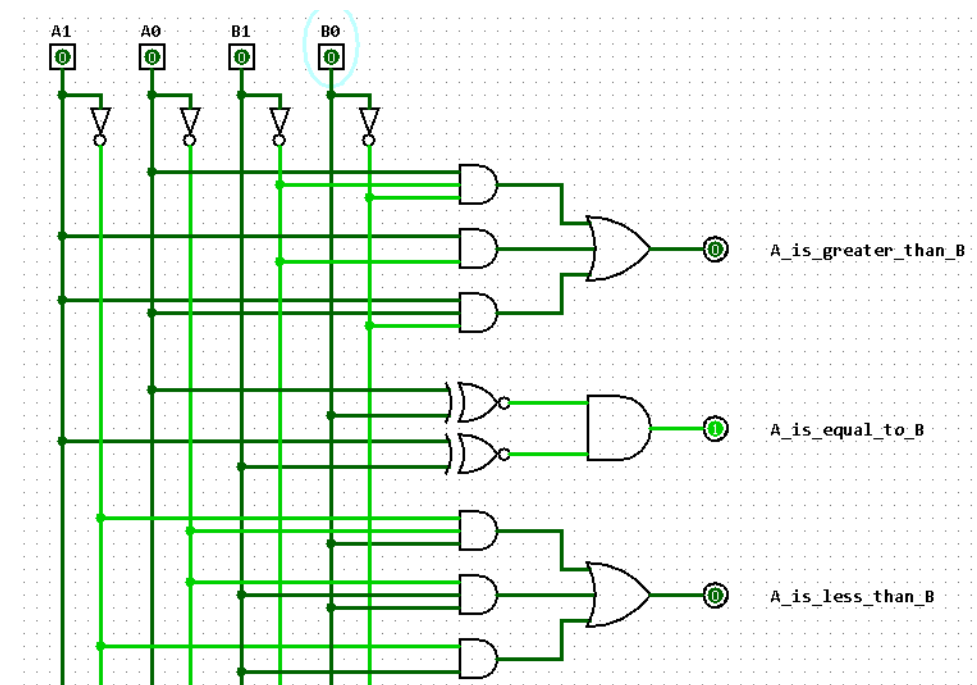 A1 A0 B1 B0
0 0 0 0
0 A_is_greater_than_B
1 A_is_equal_to_B
0 A_is_less_than_B